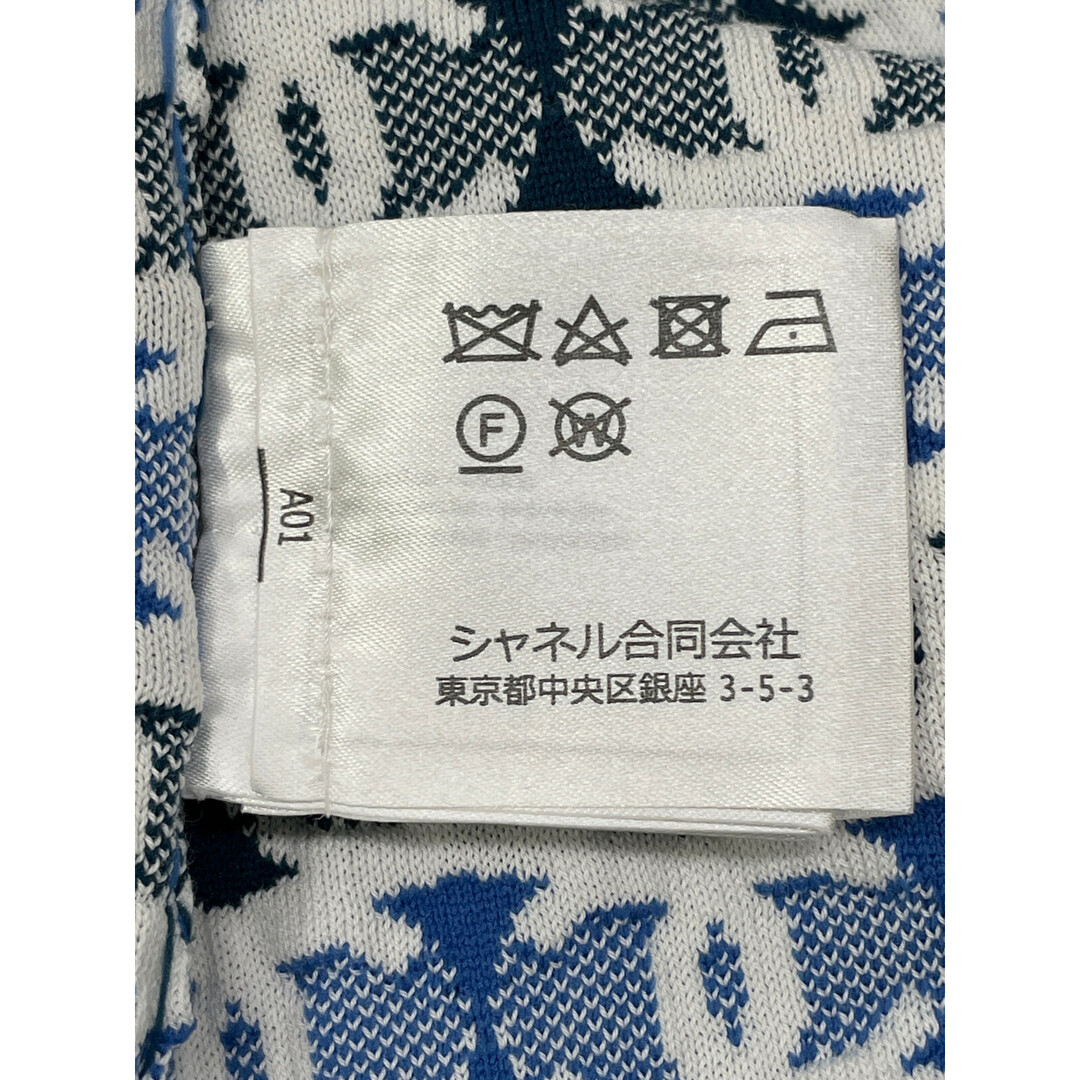 F W
A01
シャネル合同会社
東京都中央区銀座 3-5-3